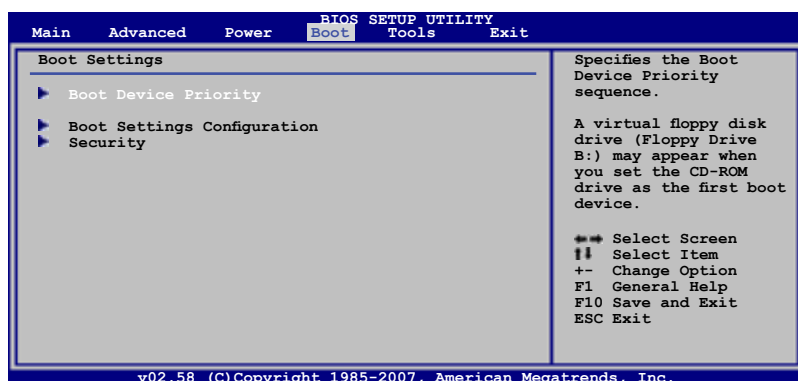 BIOS SETUP UTILITY
Main Advanced Power Boot Tools Exit
Boot Settings
Boot Device Priority
Boot Settings Configuration
Security
Specifies the Boot
Device Priority
sequence.
A virtual floppy disk
drive (Floppy Drive
B:) may appear when
you set the CD-ROM
drive as the first boot
device.
Select Screen
Select Item
+- Change Option
F1 General Help
F10 Save and Exit
ESC Exit
v02.58 (C)Copyright 1985-2007, American Megatrends, Inc.